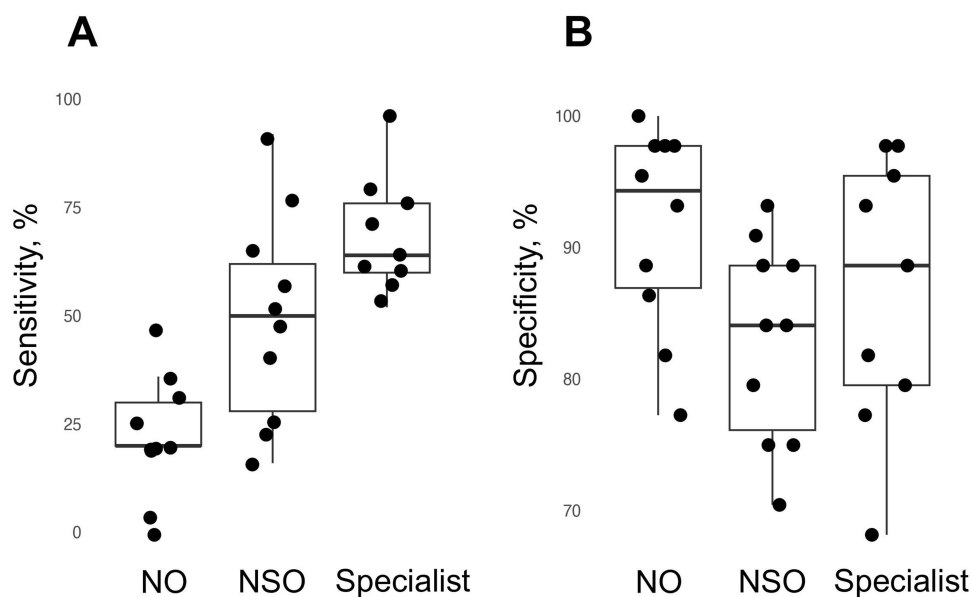 A
Sensitivity, %
100
75
50
25
0
NO NSO Specialist
B
Specificity, %
100
90
80
70
NO NSO Specialist